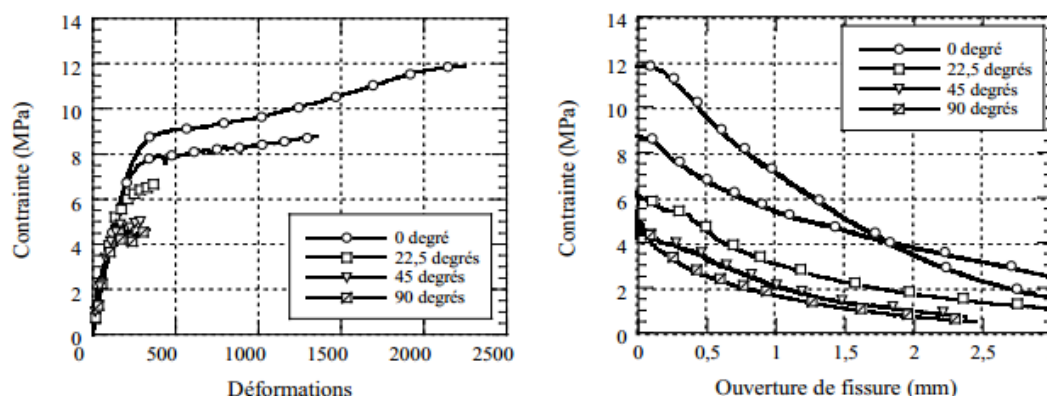 14
12
10
8
6
4
2
0
Contrainte (MPa)
0 degré
22,5 degrés
45 degrés
90 degrés
0 500 1000 1500 2000 2500
Déformations
14
12
10
8
6
4
2
0
Contrainte (MPa)
0 degré
22,5 degrés
45 degrés
90 degrés
0 0,5 1 1,5 2 2,5
Ouverture de fissure (mm)